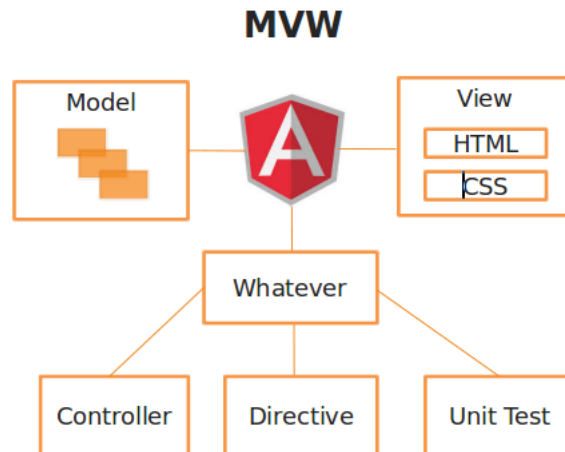 MVW
Model
View
HTML
CSS
Whatever
Controller
Directive
Unit Test